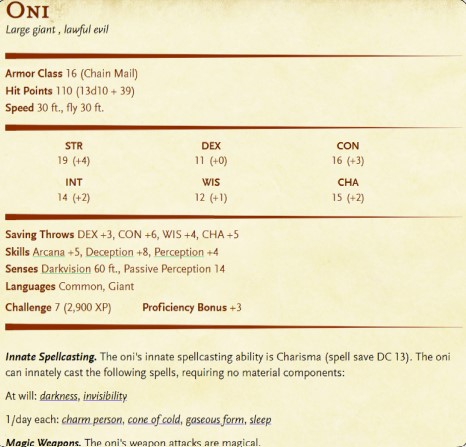 ONI
Large giant , lawful evil
Armor Class 16 (Chain Mail)
Hit Points 110 (13d10 + 39)
Speed 30 ft., fly 30 ft.
STR DEX CON
19 (+4) 11 (+0) 16 (+3)
INT WIS CHA
14 (+2) 12 (+1) 15 (+2)
Saving Throws DEX +3, CON +6, WIS +4, CHA +5
Skills Arcana +5, Deception +8, Perception +4
Senses Darkvision 60 ft., Passive Perception 14
Languages Common, Giant
Challenge 7 (2,900 XP) Proficiency Bonus +3
Innate Spellcasting. The oni's innate spellcasting ability is Charisma (spell save DC 13). The oni
can innately cast the following spells, requiring no material components:
At will: darkness, invisibility
1/day each: charm person, cone of cold, gaseous form, sleep
Magic Weapons. The oni's weapon attacks are magical.